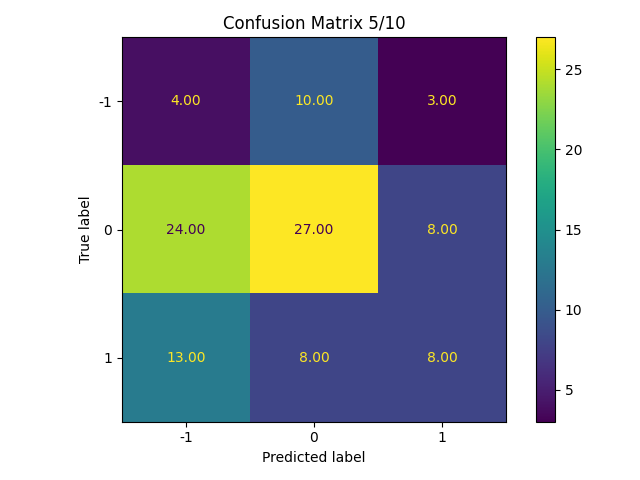 Confusion Matrix 5/10
True label
-1 4.00 10.00 3.00
0 24.00 27.00 8.00
1 13.00 8.00 8.00
-1 0 1
Predicted label
25
20
15
10
5